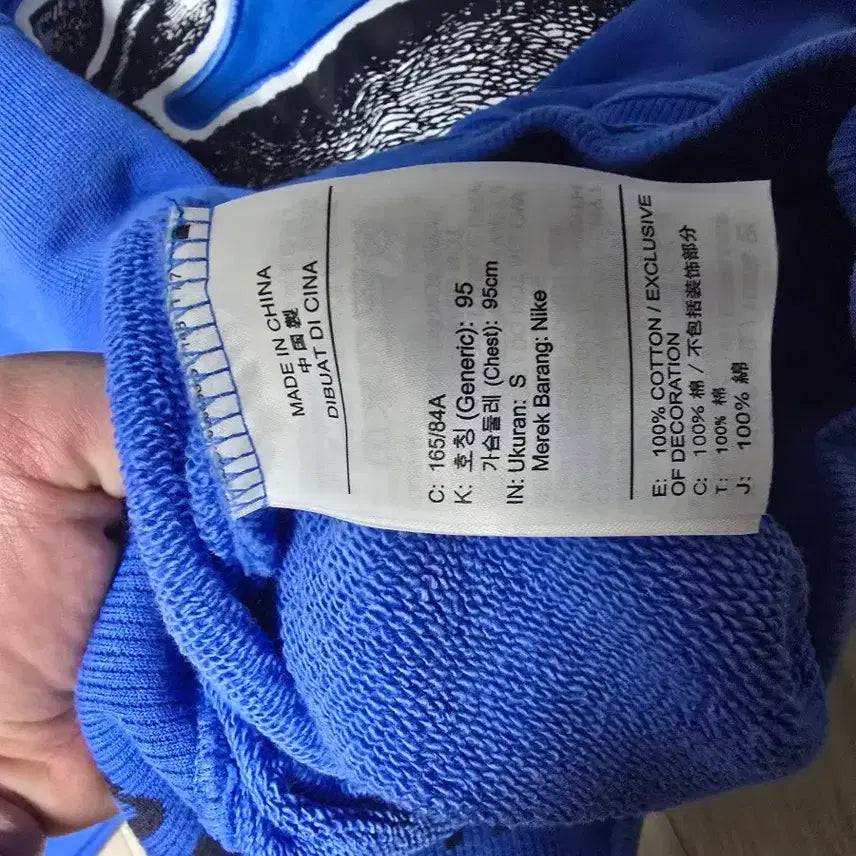 MADE IN CHINA
中国製
DIBUAT DI CINA
C: 165/84A
K: 호칭 (Generic): 95
가슴둘레 (Chest): 95cm
IN: Ukuran: S
Merek Barang: Nike
E: 100% COTTON / EXCLUSIVE
OF DECORATION
C: 100% 棉 / 不包括装饰部分
T: 100% 棉
J: 100% 綿